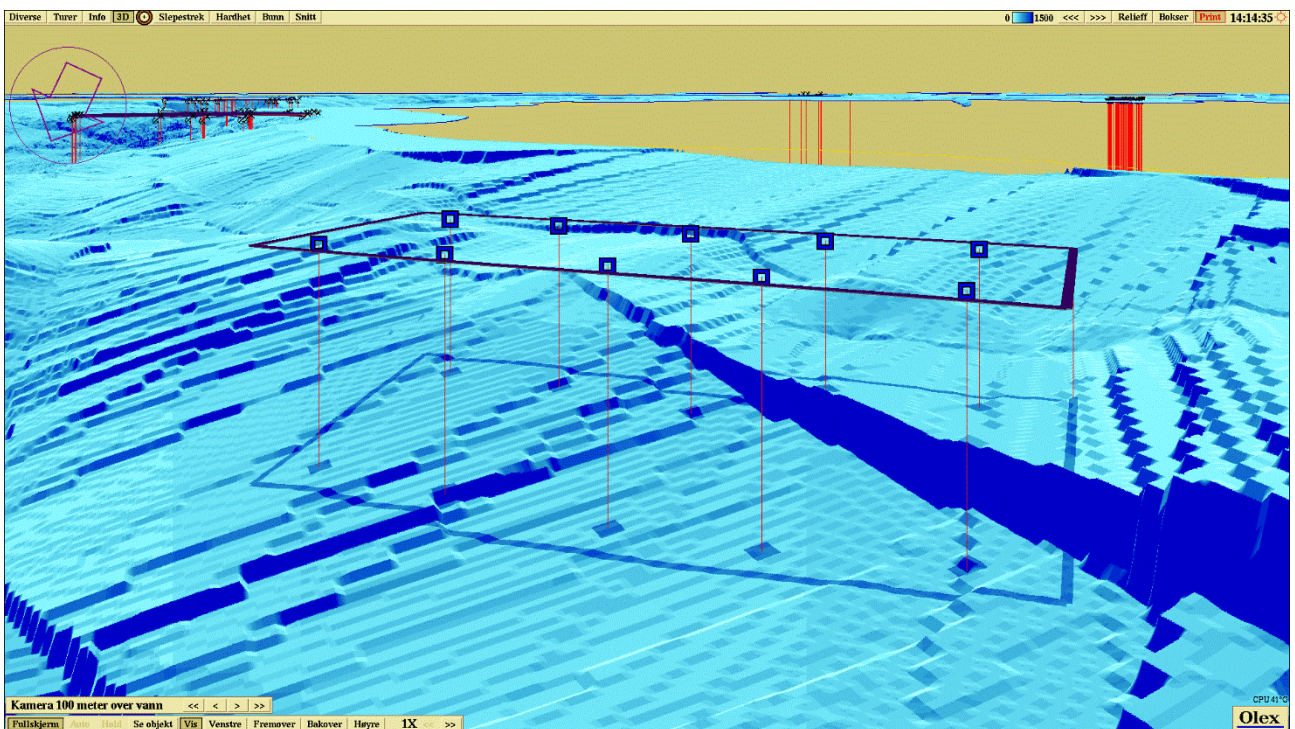 Diverse Turer Info 3D Slepestrek Hardhet Bunn Snitt 0 1500 <<< >>> Relieff Bokser Print 14:14:35
Kamera 100 meter over vann << < > >>
CPU 41°C
Fullskjerm Auto Hald Se objekt Vis Venstre Fremover Bakover Høyre 1X << >> Olex